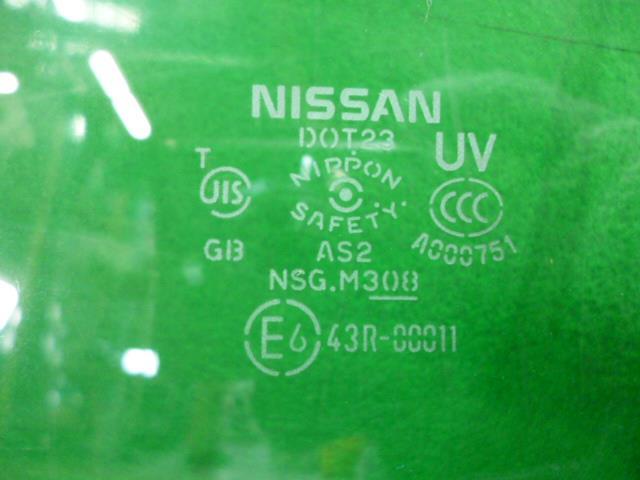 NISSAN
DOT23
UV
T
JIS
NIPPON
SAFETY
CCC
A000751
GB
AS2
NSG.M308
E6 43R-00011